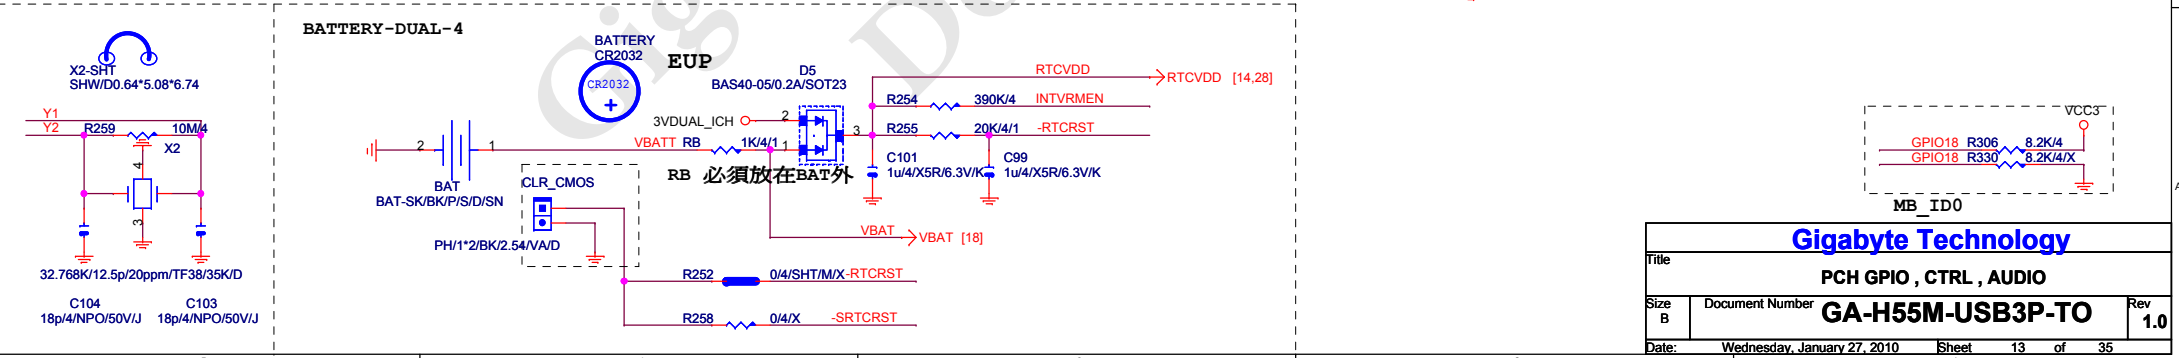 BATTERY-DUAL-4
X2-SHT
SHW/D0.64*5.08*6.74
Y1
Y2
R259
10M/4
X2
4
3
32.768K/12.5p/20ppm/TF38/35K/D
C104
18p/4/NPO/50V/J
C103
18p/4/NPO/50V/J
BATTERY
CR2032
CR2032
+
EUP
D5
BAS40-05/0.2A/SOT23
3VDUAL_ICH
2
1
3
2
1
VBATT
RB
1K/4/1
RB 必須放在BAT外
BAT
BAT-SK/BK/P/S/D/SN
CLR_CMOS
PH/1*2/BK/2.54/VA/D
RTCVDD
RTCVDD [14,28]
R254
390K/4
INTVRMEN
R255
20K/4/1
-RTCRST
C101
1u/4/X5R/6.3V/K
C99
1u/4/X5R/6.3V/K
VBAT
VBAT [18]
R252
0/4/SHT/M/X
-RTCRST
R258
0/4/X
-SRTCRST
VCC3
GPIO18 R306 8.2K/4
GPIO18 R330 8.2K/4/X
MB_ID0
Gigabyte Technology
Title
PCH GPIO , CTRL , AUDIO
Size
B
Document Number
GA-H55M-USB3P-TO
Rev
1.0
Date: Wednesday, January 27, 2010
Sheet 13 of 35